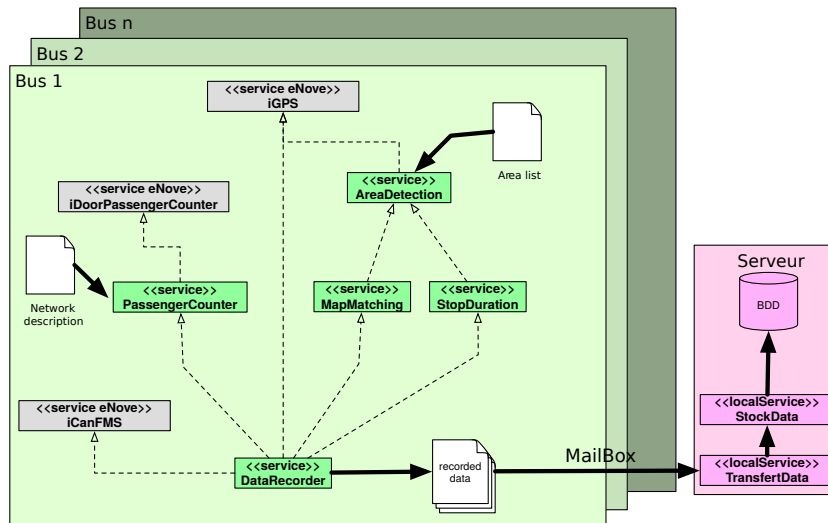 Bus n
Bus 2
Bus 1
<<service eNove>>
iGPS
Area list
<<service>>
AreaDetection
<<service eNove>>
iDoorPassengerCounter
Network
description
<<service>>
PassengerCounter
<<service>>
MapMatching
<<service>>
StopDuration
Serveur
BDD
<<service eNove>>
iCanFMS
<<localService>>
StockData
<<service>>
DataRecorder
recorded
data
MailBox
<<localService>>
TransfertData